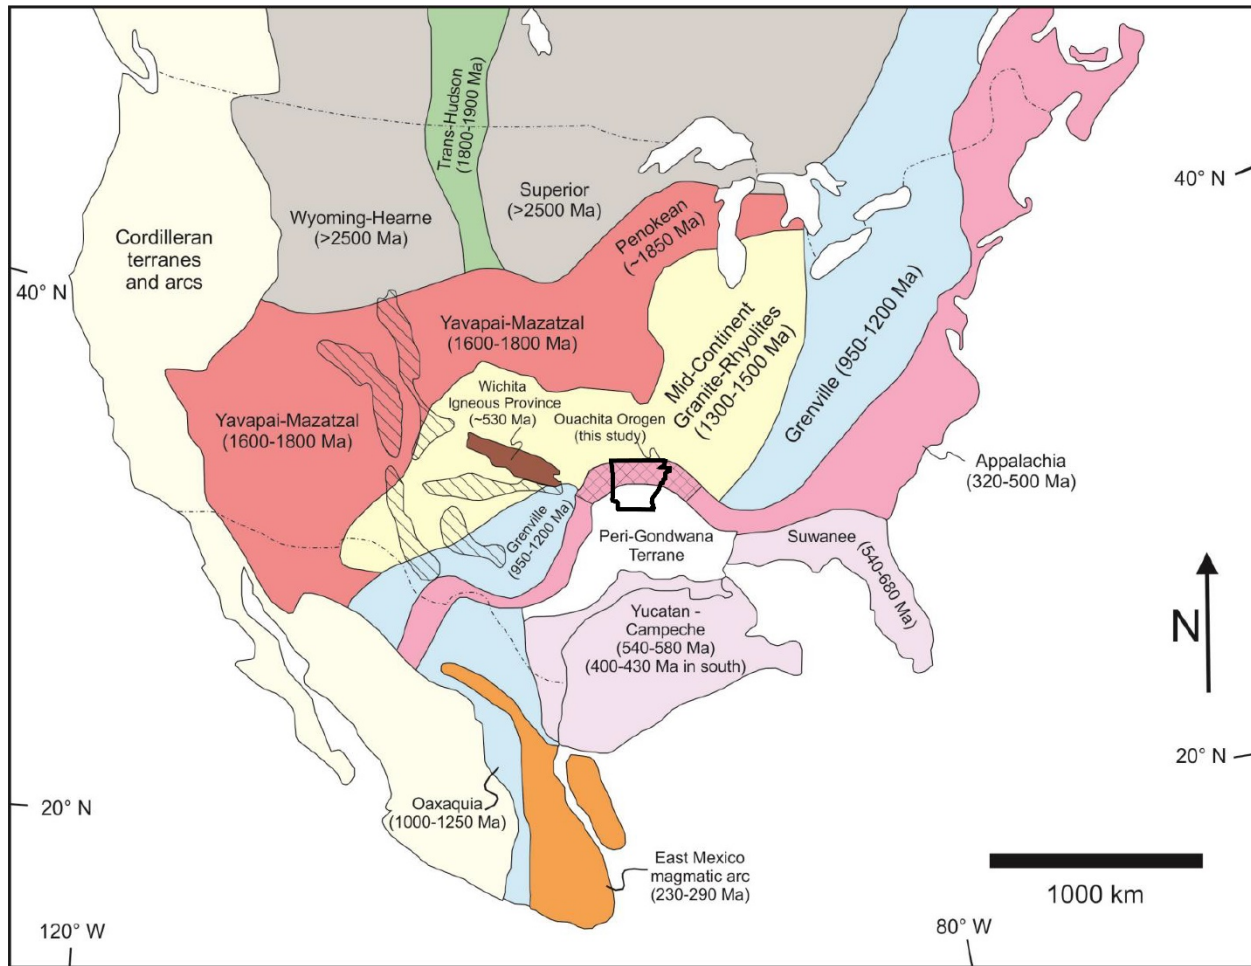 Trans-Hudson
(1800-1900 Ma)
40° N
Superior
(>2500 Ma)
Wyoming-Hearne
(>2500 Ma)
Penokean
(~1850 Ma)
Cordilleran
terranes
and arcs
40° N
Yavapai-Mazatzal
(1600-1800 Ma)
Mid-Continent
Granite-Rhyolites
(1300-1500 Ma)
Grenville (950-1200 Ma)
Wichita
Igneous Province
(~530 Ma)
Ouachita Orogen
(this study)
Yavapai-Mazatzal
(1600-1800 Ma)
Appalachia
(320-500 Ma)
Grenville
(950-1200 Ma)
Peri-Gondwana
Terrane
Suwanee
(540-680 Ma)
Yucatan -
Campeche
(540-580 Ma)
(400-430 Ma in south)
N
20° N
20° N
Oaxaquia
(1000-1250 Ma)
East Mexico
magmatic arc
(230-290 Ma)
1000 km
120° W
80° W